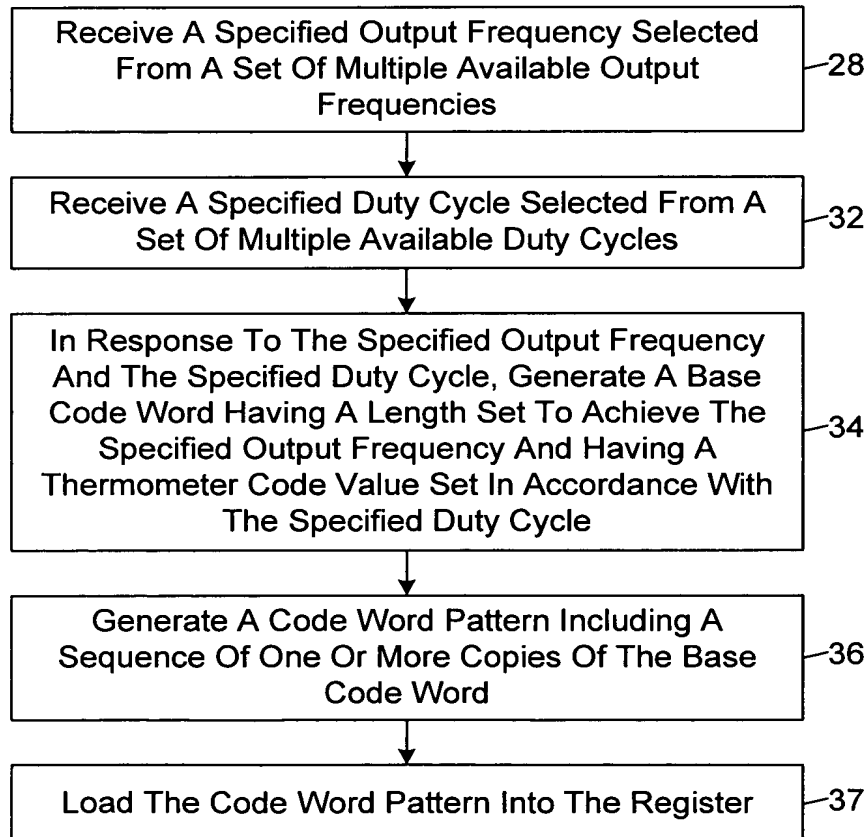 Receive A Specified Output Frequency Selected
From A Set Of Multiple Available Output
Frequencies
28
Receive A Specified Duty Cycle Selected From A
Set Of Multiple Available Duty Cycles
32
In Response To The Specified Output Frequency
And The Specified Duty Cycle, Generate A Base
Code Word Having A Length Set To Achieve The
Specified Output Frequency And Having A
Thermometer Code Value Set In Accordance With
The Specified Duty Cycle
34
Generate A Code Word Pattern Including A
Sequence Of One Or More Copies Of The Base
Code Word
36
Load The Code Word Pattern Into The Register
37